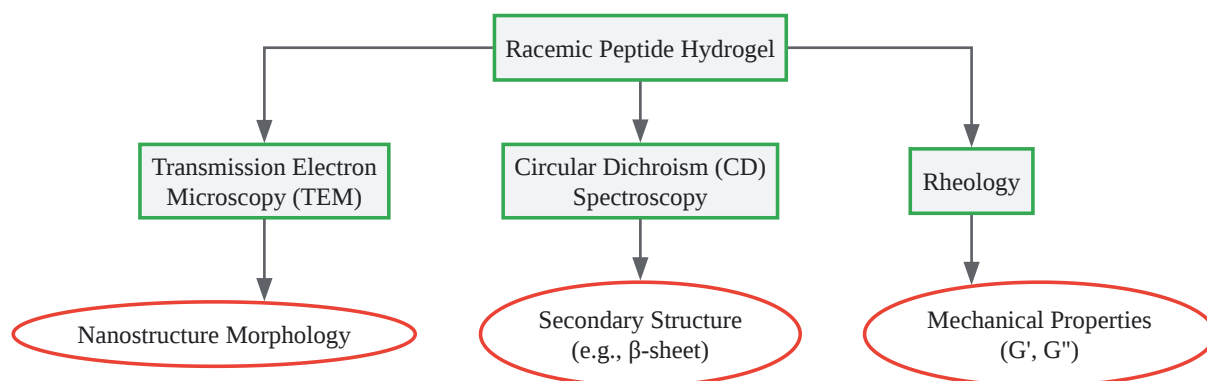 Racemic Peptide Hydrogel
Transmission Electron
Microscopy (TEM)
Circular Dichroism (CD)
Spectroscopy
Rheology
Nanostructure Morphology
Secondary Structure
(e.g., β-sheet)
Mechanical Properties
(G', G")